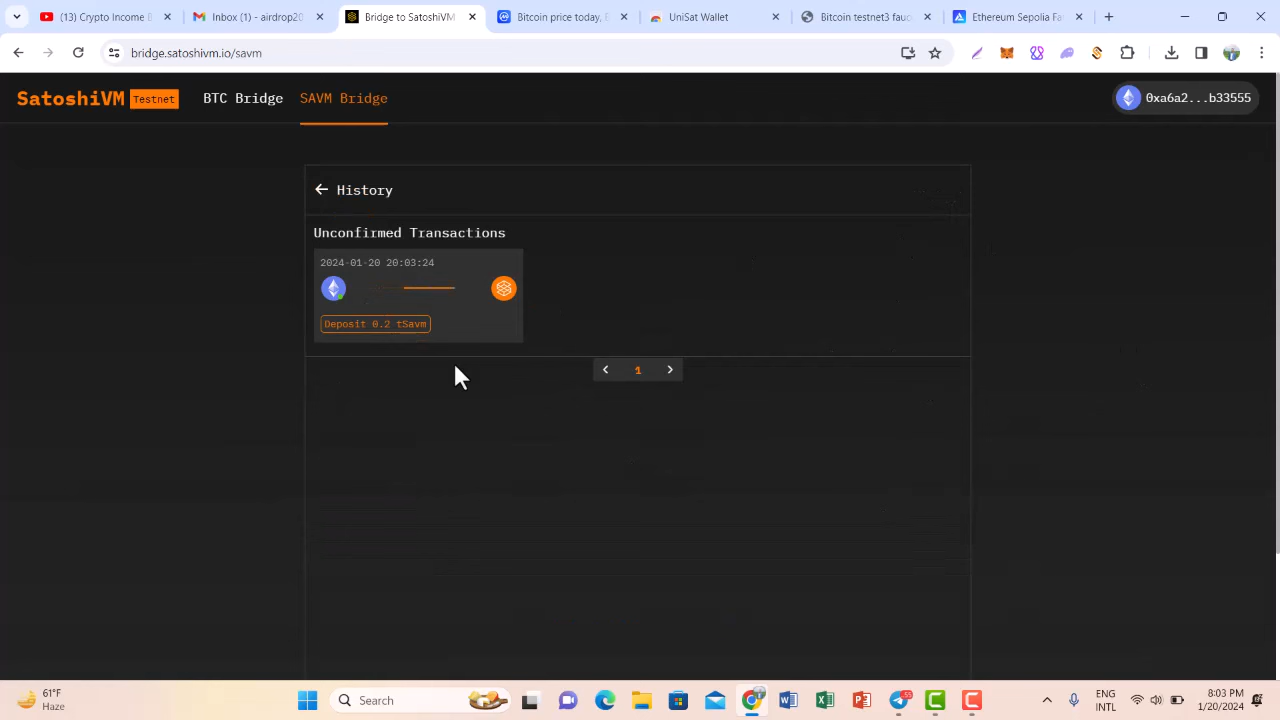 (1) Crypto Income B
Inbox (1) - airdrop20
Bridge to SatoshiVM
Bitcoin price today, B
UniSat Wallet
Bitcoin testnet3 fauc
Ethereum Sepolia Fa
bridge.satoshivm.io/savm
SatoshiVM Testnet
BTC Bridge
SAVM Bridge
0xa6a2...b33555
History
Unconfirmed Transactions
2024-01-20 20:03:24
Deposit 0.2 tSavm
1
61°F
Haze
Search
55
ENG
INTL
8:03 PM
1/20/2024